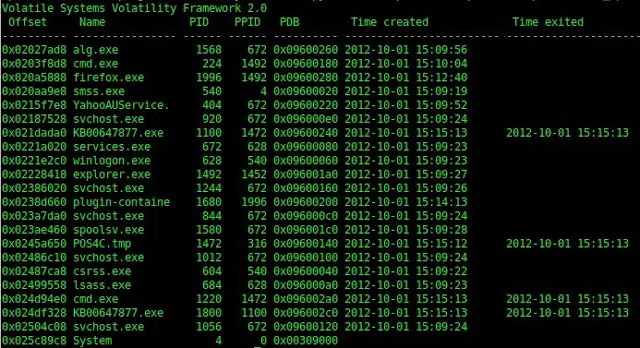 Volatile Systems Volatility Framework 2.0
Offset Name PID PPID PDB Time created Time exited
---------- ---------------- ------ ------ ---------- ------------------------ ------------------------
0x02027ad8 alg.exe 1568 672 0x09600260 2012-10-01 15:09:56
0x0203f8d8 cmd.exe 224 1492 0x09600180 2012-10-01 15:10:04
0x020a5888 firefox.exe 1996 1492 0x09600280 2012-10-01 15:12:40
0x020aa9e8 smss.exe 540 4 0x09600020 2012-10-01 15:09:19
0x0215f7e8 YahooAUService. 404 672 0x09600220 2012-10-01 15:09:52
0x02187528 svchost.exe 920 672 0x096000e0 2012-10-01 15:09:24
0x021dada0 KB00647877.exe 1100 1472 0x09600240 2012-10-01 15:15:13 2012-10-01 15:15:13
0x0221a020 services.exe 672 628 0x09600080 2012-10-01 15:09:23
0x0221e2c0 winlogon.exe 628 540 0x09600060 2012-10-01 15:09:23
0x02228418 explorer.exe 1492 1452 0x096001a0 2012-10-01 15:09:27
0x02386020 svchost.exe 1244 672 0x09600160 2012-10-01 15:09:26
0x0238d660 plugin-containe 1680 1996 0x09600200 2012-10-01 15:14:13
0x023a7da0 svchost.exe 844 672 0x096000c0 2012-10-01 15:09:24
0x023ae460 spoolsv.exe 1580 672 0x096001c0 2012-10-01 15:09:28
0x0245a650 POS4C.tmp 1472 316 0x09600140 2012-10-01 15:15:12 2012-10-01 15:15:13
0x02486c10 svchost.exe 1012 672 0x09600100 2012-10-01 15:09:24
0x02487ca8 csrss.exe 604 540 0x09600040 2012-10-01 15:09:22
0x02499558 lsass.exe 684 628 0x096000a0 2012-10-01 15:09:23
0x024d94e0 cmd.exe 1220 1472 0x096002a0 2012-10-01 15:15:13 2012-10-01 15:15:13
0x024df328 KB00647877.exe 1800 1100 0x096002c0 2012-10-01 15:15:13 2012-10-01 15:15:13
0x02504c08 svchost.exe 1056 672 0x09600120 2012-10-01 15:09:24
0x025c89c8 System 4 0 0x00309000